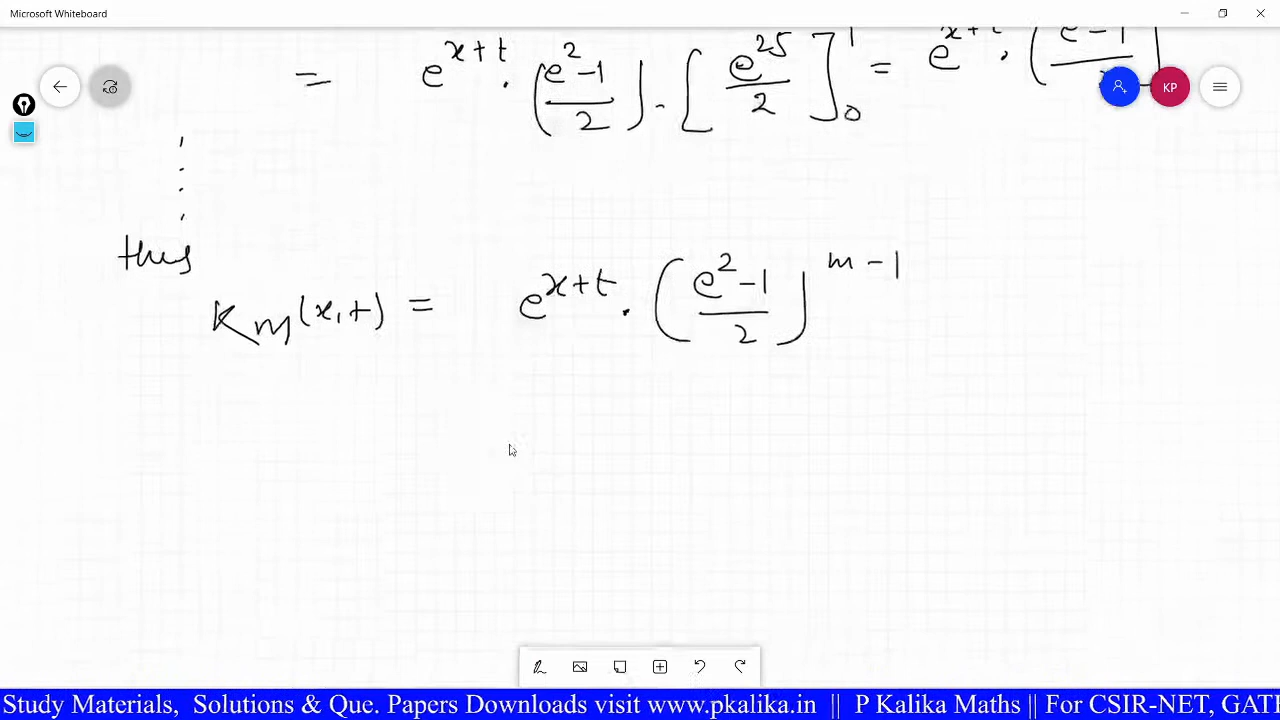 Microsoft Whiteboard
= e^{x+t} · (e^2-1 / 2) · [e^{2s} / 2]_0^1 = e^{x+t} · (e^2-1
KP
thus
K_m(x,t) = e^{x+t} · (e^2-1 / 2)^{m-1}
Study Materials, Solutions & Que. Papers Downloads visit www.pkalika.in || P Kalika Maths || For CSIR-NET, GATE